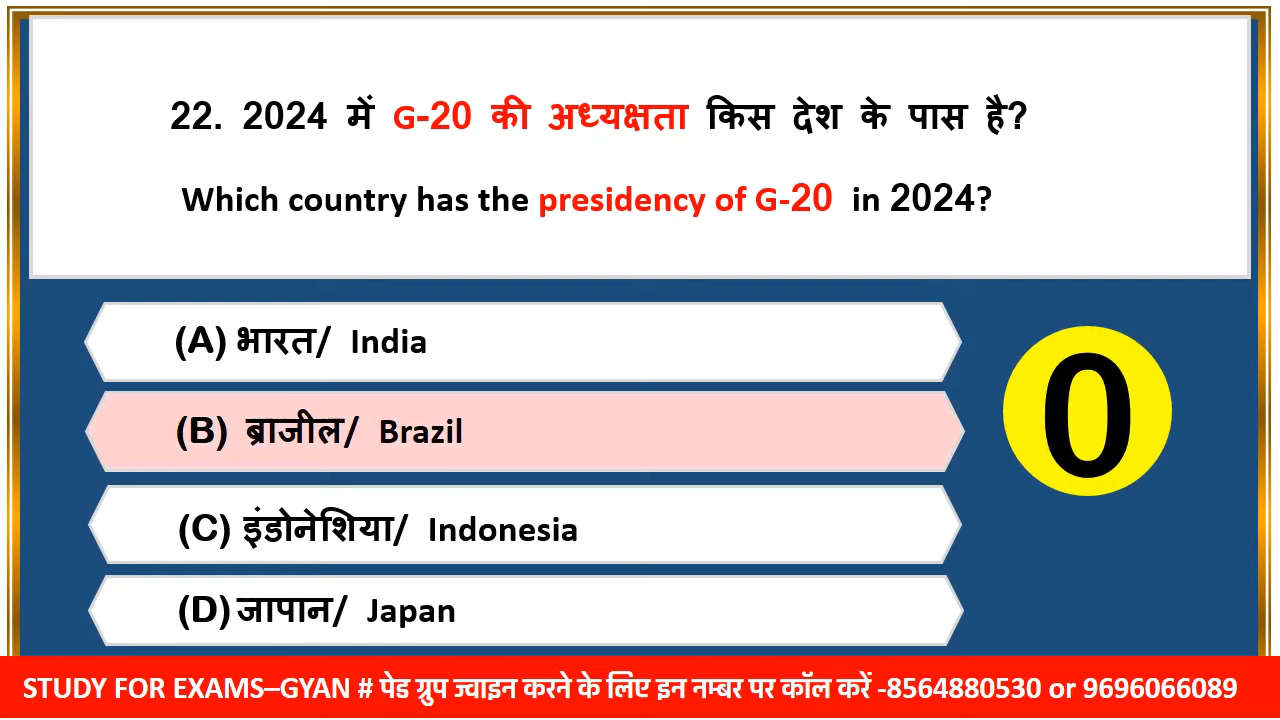 22. 2024 में G-20 की अध्यक्षता किस देश के पास है?
Which country has the presidency of G-20 in 2024?
(A) भारत/ India
(B) ब्राजील/ Brazil
0
(C) इंडोनेशिया/ Indonesia
(D) जापान/ Japan
STUDY FOR EXAMS–GYAN # पेड ग्रुप ज्वाइन करने के लिए इन नम्बर पर कॉल करें -8564880530 or 9696066089